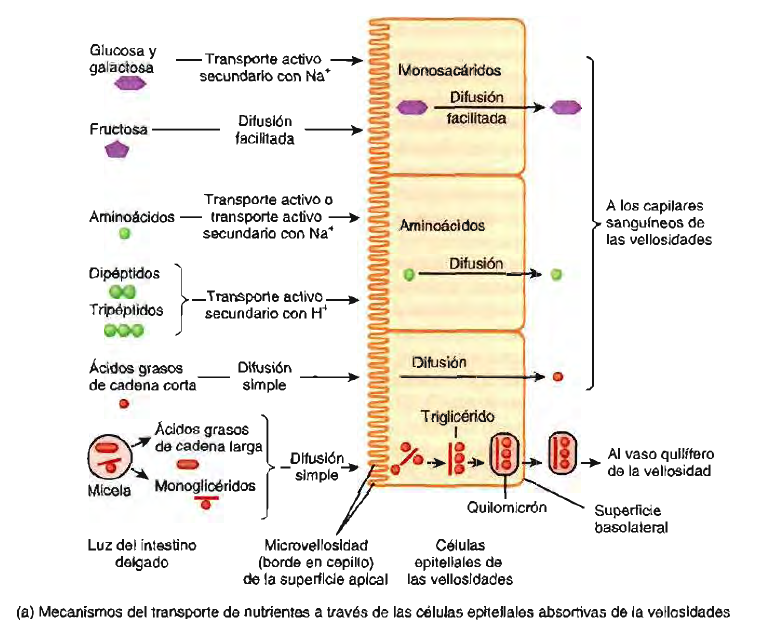 Glucosa y
galactosa
Transporte activo
secundario con Na+
Monosacáridos
Difusión
facilitada
Fructosa
Difusión
facilitada
Aminoácidos
Transporte activo o
transporte activo
secundario con Na+
Aminoácidos
Difusión
A los capilares
sanguíneos de
las vellosidades
Dipéptidos
Tripéptidos
Transporte activo
secundario con H+
Ácidos grasos
de cadena corta
Difusión
simple
Difusión
Micela
Ácidos grasos
de cadena larga
Monoglicéridos
Difusión
simple
Triglicérido
Quilomicrón
Al vaso quilífero
de la vellosidad
Superficie
basolateral
Luz del intestino
delgado
Microvellosidad
(borde en cepillo)
de la superficie apical
Células
epiteliales de
las vellosidades
(a) Mecanismos del transporte de nutrientes a través de las células epiteliales absortivas de la vellosidades